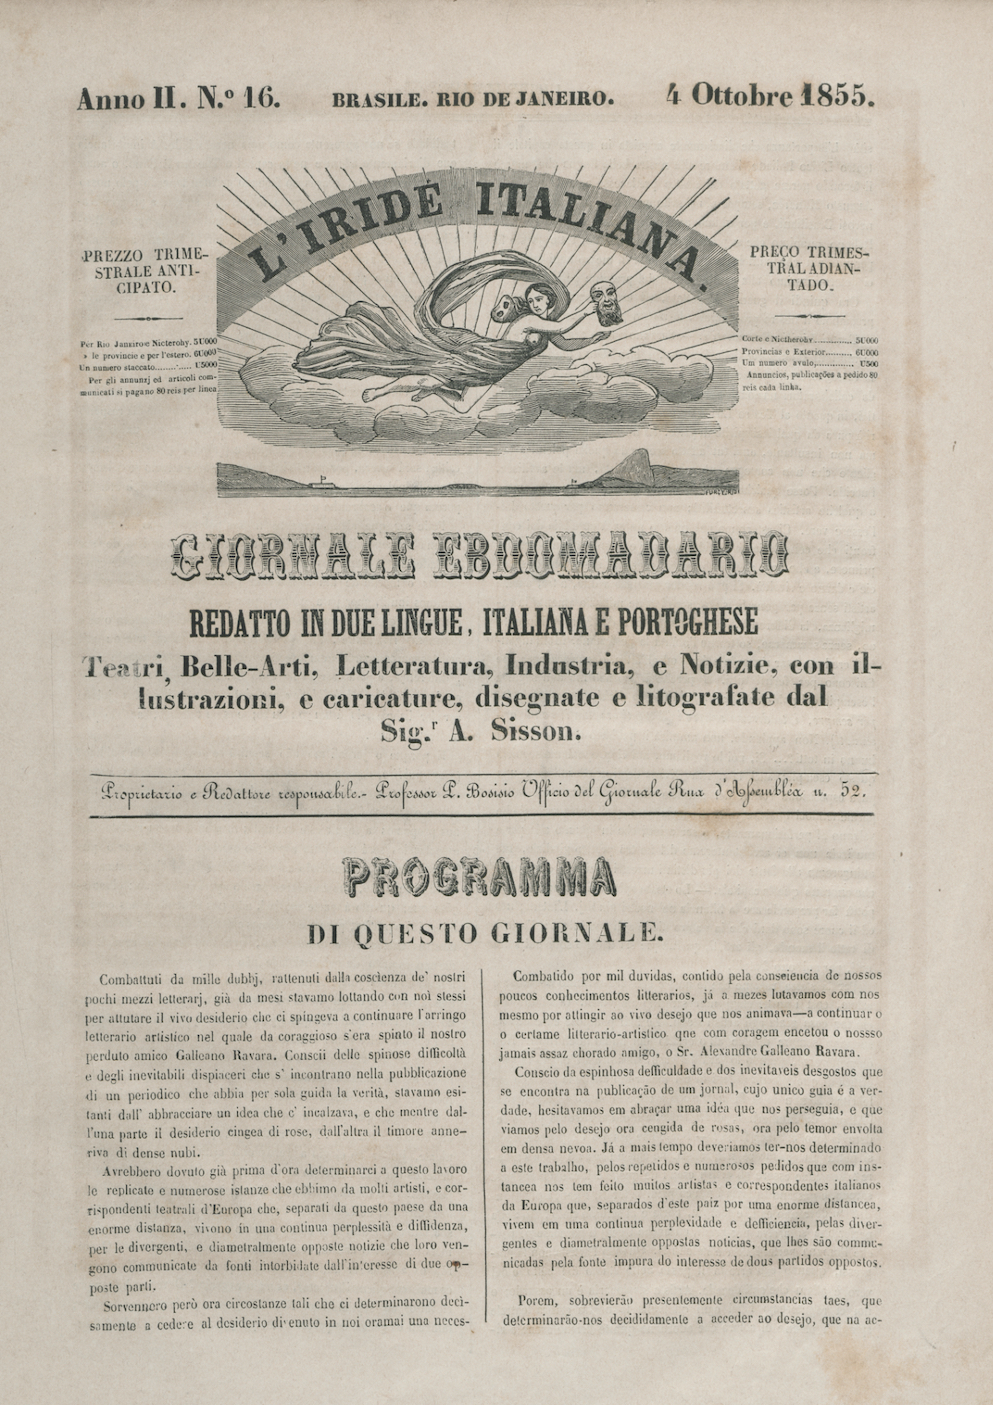 Anno II. N.º 16.
BRASILE. RIO DE JANEIRO.
4 Ottobre 1855.
L'IRIDE ITALIANA.
PREZZO TRIME-
STRALE ANTI-
CIPATO.
Per Rio Janeiro e Nicterohy. 5U000
» le provincie e per l'estero. 6U000
Un numero staccato............ U5000
Per gli annunzj ed articoli com-
municati si pagano 80 reis per linea
PREÇO TRIMES-
TRAL ADIAN-
TADO.
Corte e Nictherohy............ 5U000
Provincias e Exterior......... 6U000
Um numero avulo,............. U500
Annuncios, publicações a pedido 80
reis cada linha.
GIORNALE EBDOMADARIO
REDATTO IN DUE LINGUE, ITALIANA E PORTOGHESE
Teatri, Belle-Arti, Letteratura, Industria, e Notizie, con il-
lustrazioni, e caricature, disegnate e litografate dal
Sig.r A. Sisson.
Proprietario e Redattore responsabile.- Professor P. Bosisio Ufficio del Giornale Rua d'Assembléa n. 52.
PROGRAMMA
DI QUESTO GIORNALE.
Combattuti da mille dubbj, rattenuti dalla coscienza de' nostri
pochi mezzi letterarj, già da mesi stavamo lottando con noi stessi
per attutare il vivo desiderio che ci spingeva a continuare l'arringo
letterario artistico nel quale da coraggioso s'era spinto il nostro
perduto amico Galleano Ravara. Conscii delle spinose difficoltà
e degli inevitabili dispiaceri che s' incontrano nella pubblicazione
di un periodico che abbia per sola guida la verità, stavamo esi-
tanti dall' abbracciare un idea che c' incalzava, e che mentre dal-
l'una parte il desiderio cingea di rose, dall'altra il timore anne-
riva di dense nubi.
Avrebbero dovuto già prima d'ora determinarci a questo lavoro
le replicate e numerose istanze che ebbimo da molti artisti, e cor-
rispondenti teatrali d'Europa che, separati da questo paese da una
enorme distanza, vivono in una continua perplessità e diffidenza,
per le divergenti, e diametralmente opposte notizie che loro ven-
gono communicate da fonti intorbidate dall'interesse di due op-
poste parti.
Sorvennero però ora circostanze tali che ci determinarono deci-
samente a cedere al desiderio divenuto in noi oramai una neces-
Combatido por mil duvidas, contido pela consciencia de nossos
poucos conhecimentos litterarios, já a mezes lutavamos com nos
mesmo por attingir ao vivo desejo que nos animava—a continuar o
o certame litterario-artistico qne com coragem encetou o nossso
jamais assaz chorado amigo, o Sr. Alexandre Galleano Ravara.
Conscio da espinhosa defficuldade e dos inevitaveis desgostos que
se encontra na publicação de um jornal, cujo unico guia é a ver-
dade, hesitavamos em abraçar uma idéa que nos perseguia, e que
viamos pelo desejo ora cengida de rosas, ora pelo temor envolta
em densa nevoa. Já a mais tempo deveriamos ter-nos determinado
a este trabalho, pelos repetidos e numerosos pedidos que com ins-
tancea nos tem feito muitos artistas e correspondentes italianos
da Europa que, separados d'este paiz por uma enorme distancea,
vivem em uma continua perplexidade e defficiencia, pelas diver-
gentes e diametralmente oppostas noticias, que lhes são commu-
nicadas pela fonte impura do interesse de dous partidos oppostos.
Porem, sobrevierão presentemente circumstancias taes, que
determinarão-nos decididamente a acceder ao desejo, que na ac-